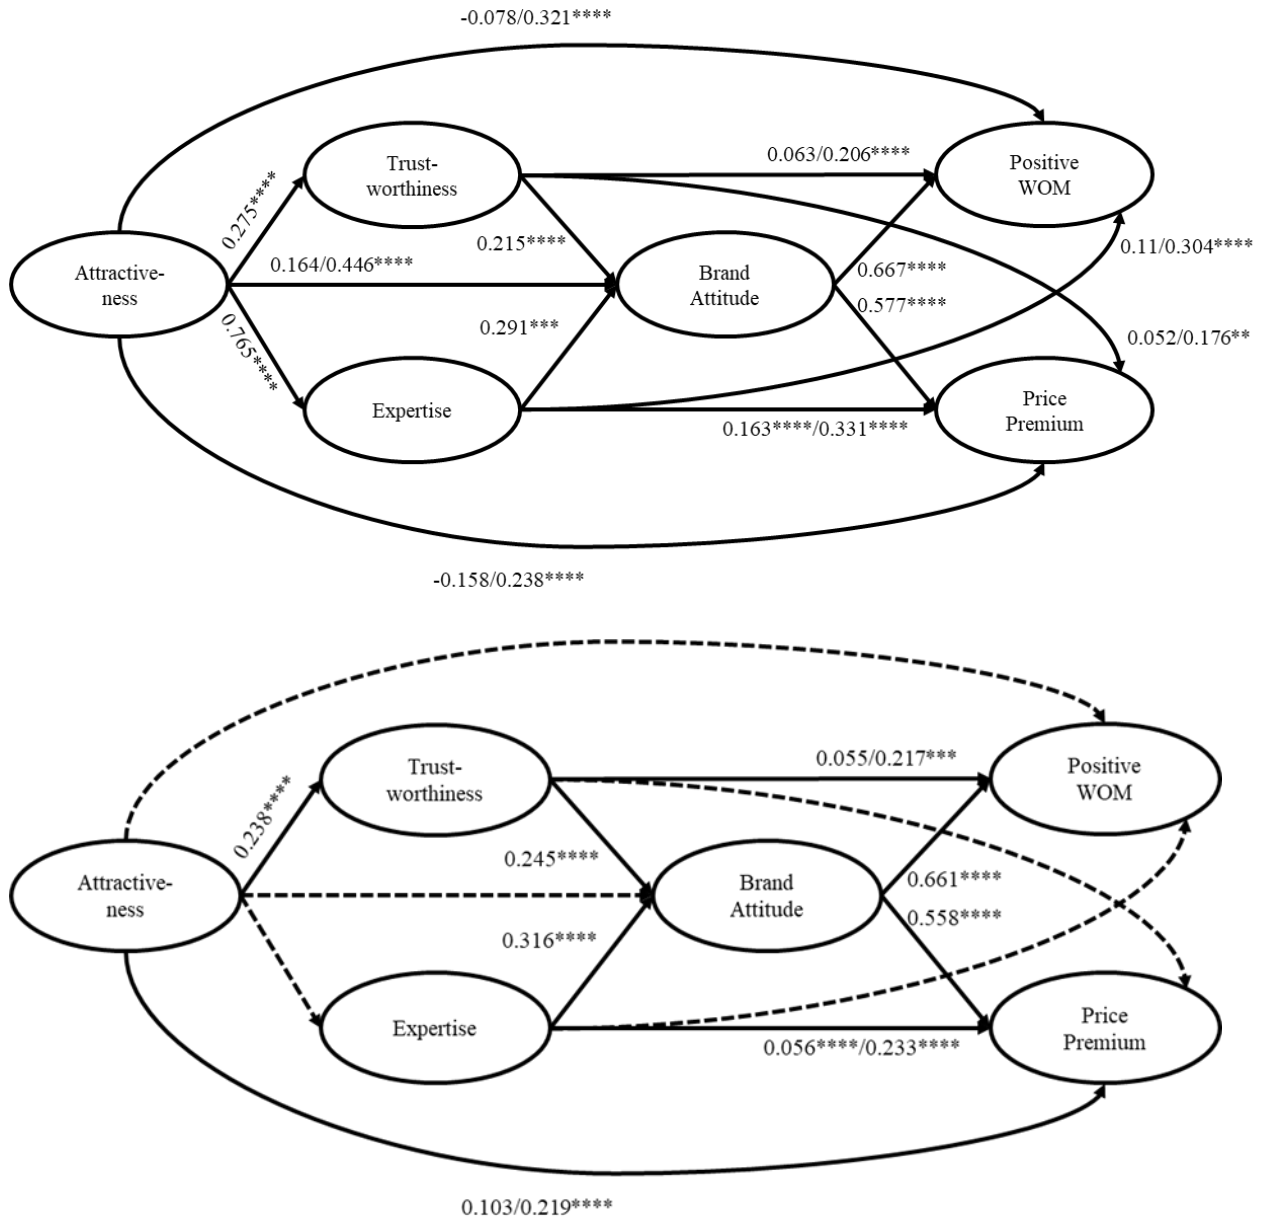 -0.078/0.321****
Trust-
worthiness
0.063/0.206****
Positive
WOM
0.275****
0.215****
0.11/0.304****
Attractive-
ness
0.164/0.446****
Brand
Attitude
0.667****
0.577****
0.291***
0.765****
0.052/0.176**
Expertise
Price
Premium
0.163****/0.331****
-0.158/0.238****
Trust-
worthiness
0.055/0.217***
Positive
WOM
0.238****
0.245****
Attractive-
ness
Brand
Attitude
0.661****
0.558****
0.316****
Expertise
Price
Premium
0.056****/0.233****
0.103/0.219****